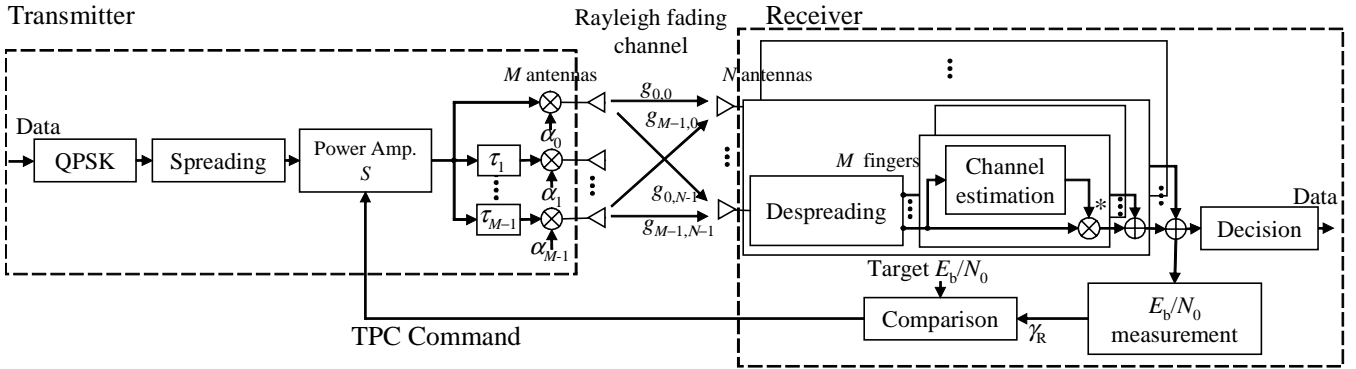 Transmitter
Rayleigh fading
channel
Receiver
M antennas
N antennas
Data
QPSK
Spreading
Power Amp.
S
τ1
τM−1
α0
α1
αM-1
g0,0
gM−1,0
g0,N-1
gM−1,N−1
M fingers
Despreading
Channel
estimation
*
Decision
Data
Target Eb/N0
Comparison
γR
Eb/N0
measurement
TPC Command